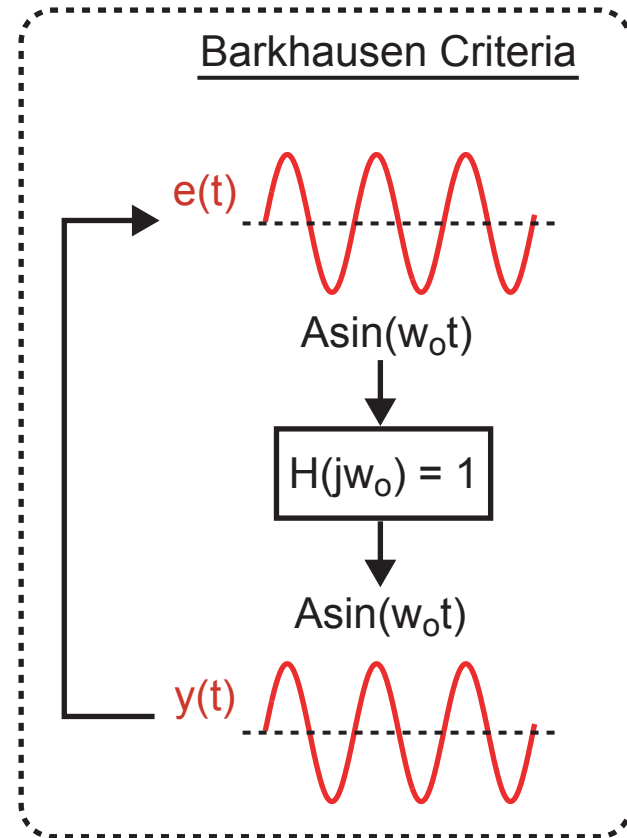 Barkhausen Criteria
e(t)
Asin(wₒt)
H(jwₒ) = 1
Asin(wₒt)
y(t)